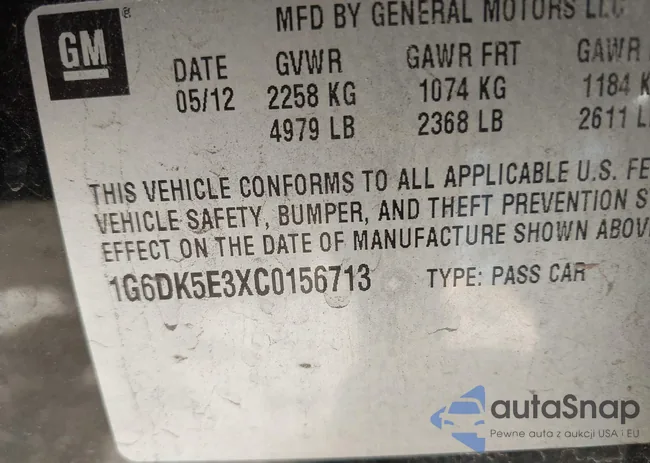 MFD BY GENERAL MOTORS LLC
GM®
DATE GVWR GAWR FRT GAWR
05/12 2258 KG 1074 KG 1184 K
4979 LB 2368 LB 2611 L
THIS VEHICLE CONFORMS TO ALL APPLICABLE U.S. FE
VEHICLE SAFETY, BUMPER, AND THEFT PREVENTION S
EFFECT ON THE DATE OF MANUFACTURE SHOWN ABOV
1G6DK5E3XC0156713 TYPE: PASS CAR
autaSnap
Pewne auta z aukcji USA i EU